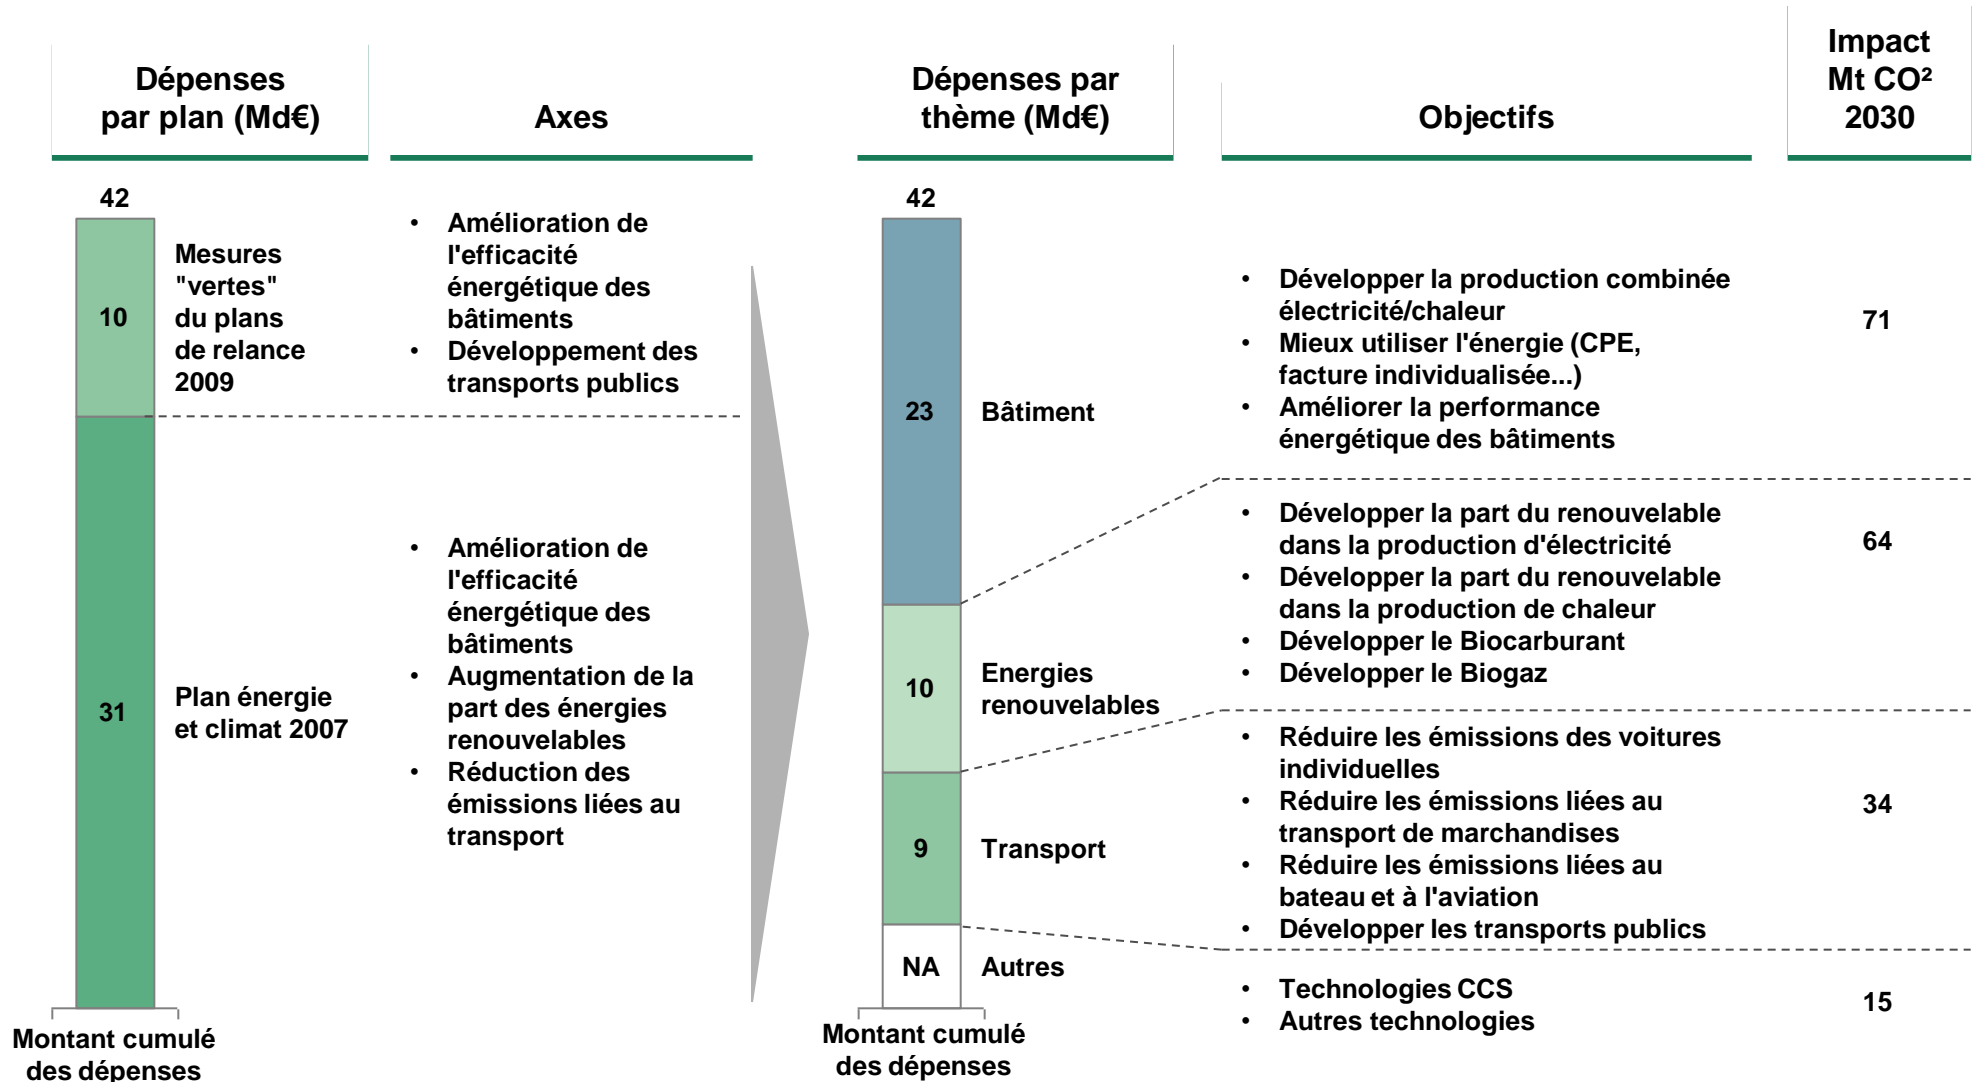 Dépenses
par plan (Md€)
Axes
Dépenses par
thème (Md€)
Objectifs
Impact
Mt CO²
2030
42
10
Mesures
"vertes"
du plans
de relance
2009
• Amélioration de
l'efficacité
énergétique des
bâtiments
• Développement des
transports publics
31
Plan énergie
et climat 2007
• Amélioration de
l'efficacité
énergétique des
bâtiments
• Augmentation de la
part des énergies
renouvelables
• Réduction des
émissions liées au
transport
Montant cumulé
des dépenses
42
23
Bâtiment
• Développer la production combinée
électricité/chaleur
• Mieux utiliser l'énergie (CPE,
facture individualisée...)
• Améliorer la performance
énergétique des bâtiments
71
10
Energies
renouvelables
• Développer la part du renouvelable
dans la production d'électricité
• Développer la part du renouvelable
dans la production de chaleur
• Développer le Biocarburant
• Développer le Biogaz
64
9
Transport
• Réduire les émissions des voitures
individuelles
• Réduire les émissions liées au
transport de marchandises
• Réduire les émissions liées au
bateau et à l'aviation
• Développer les transports publics
34
NA
Autres
• Technologies CCS
• Autres technologies
15
Montant cumulé
des dépenses